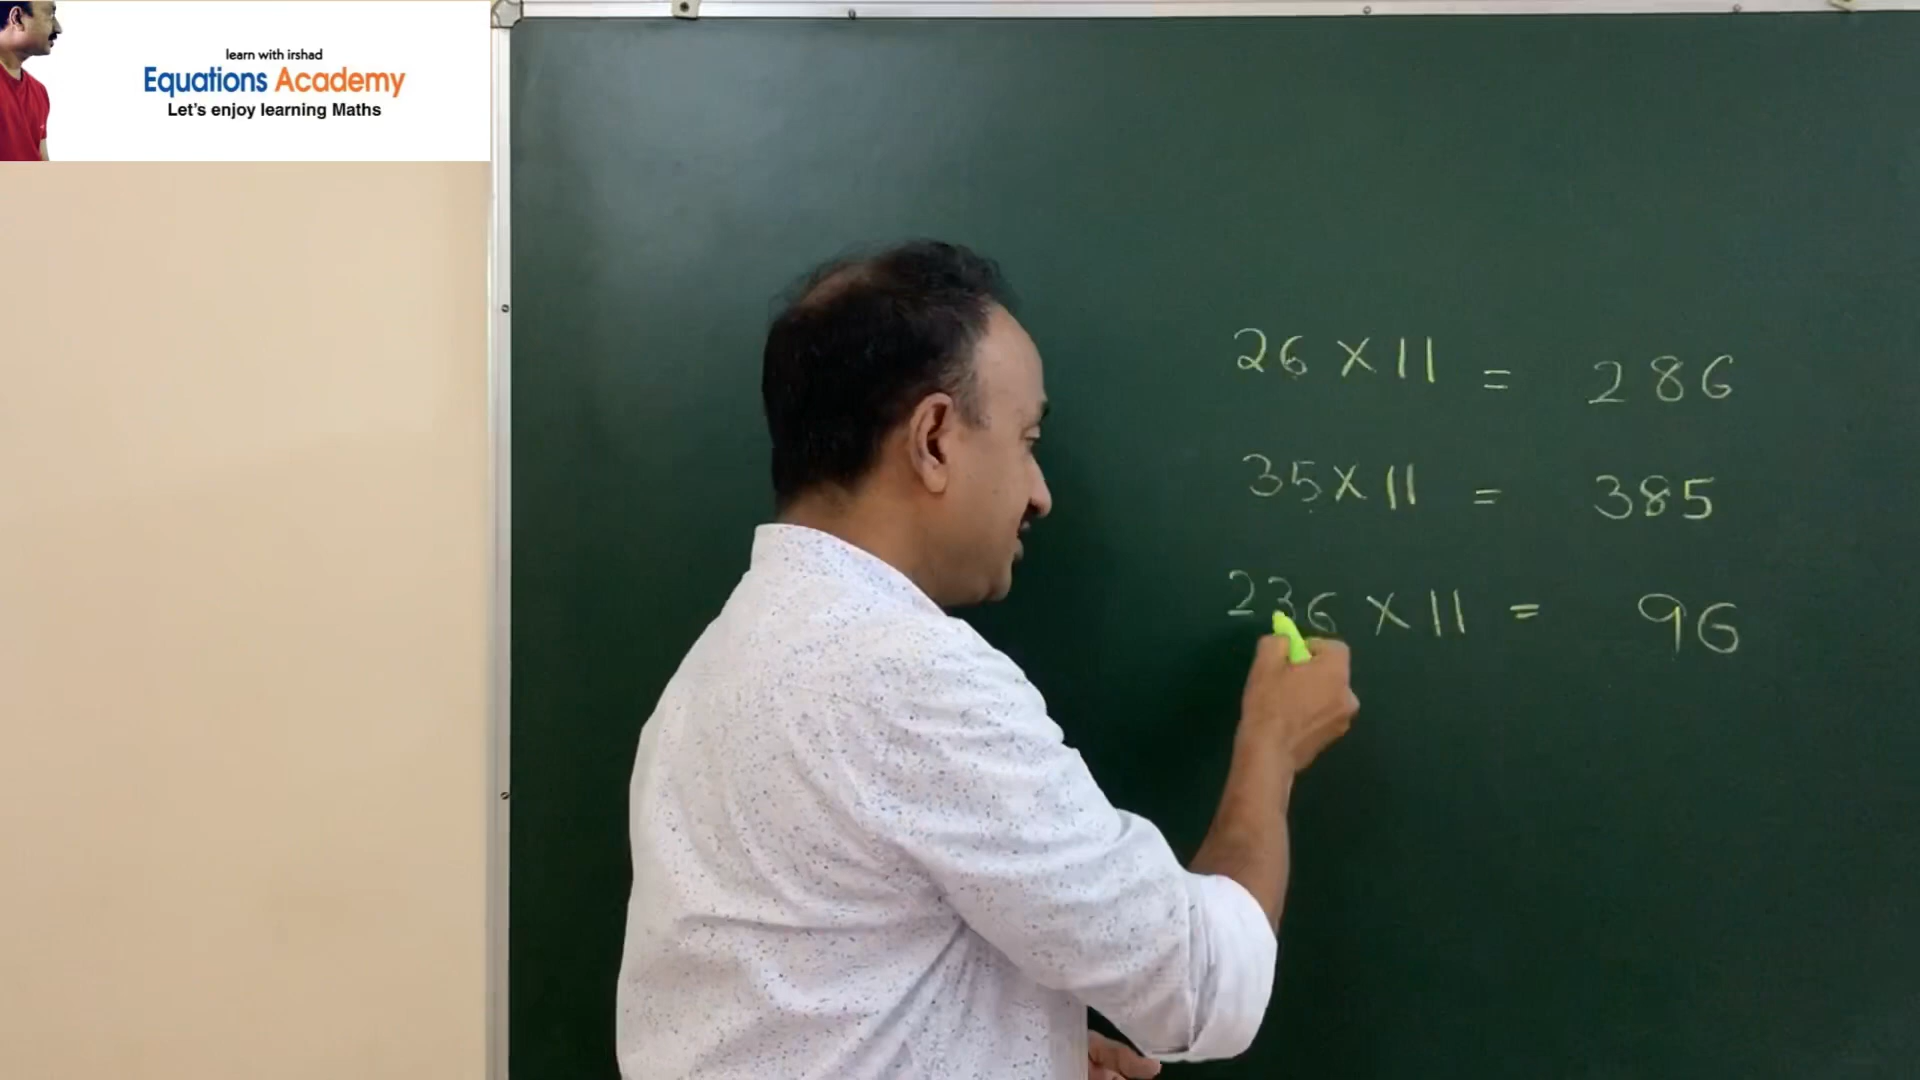 learn with irshad
Equations Academy
Let's enjoy learning Maths
26 X 11 = 286
35 X 11 = 385
236 X 11 = 96